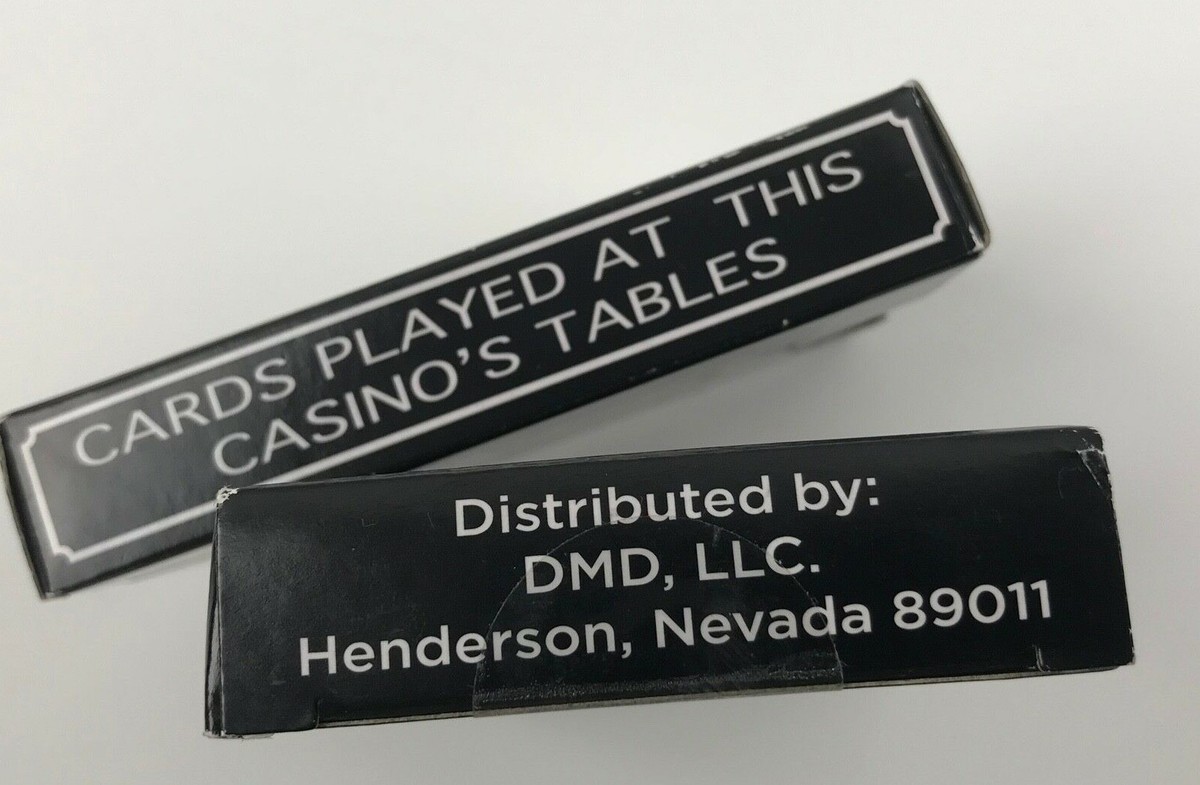 CARDS PLAYED AT THIS
CASINO'S TABLES
Distributed by:
DMD, LLC.
Henderson, Nevada 89011